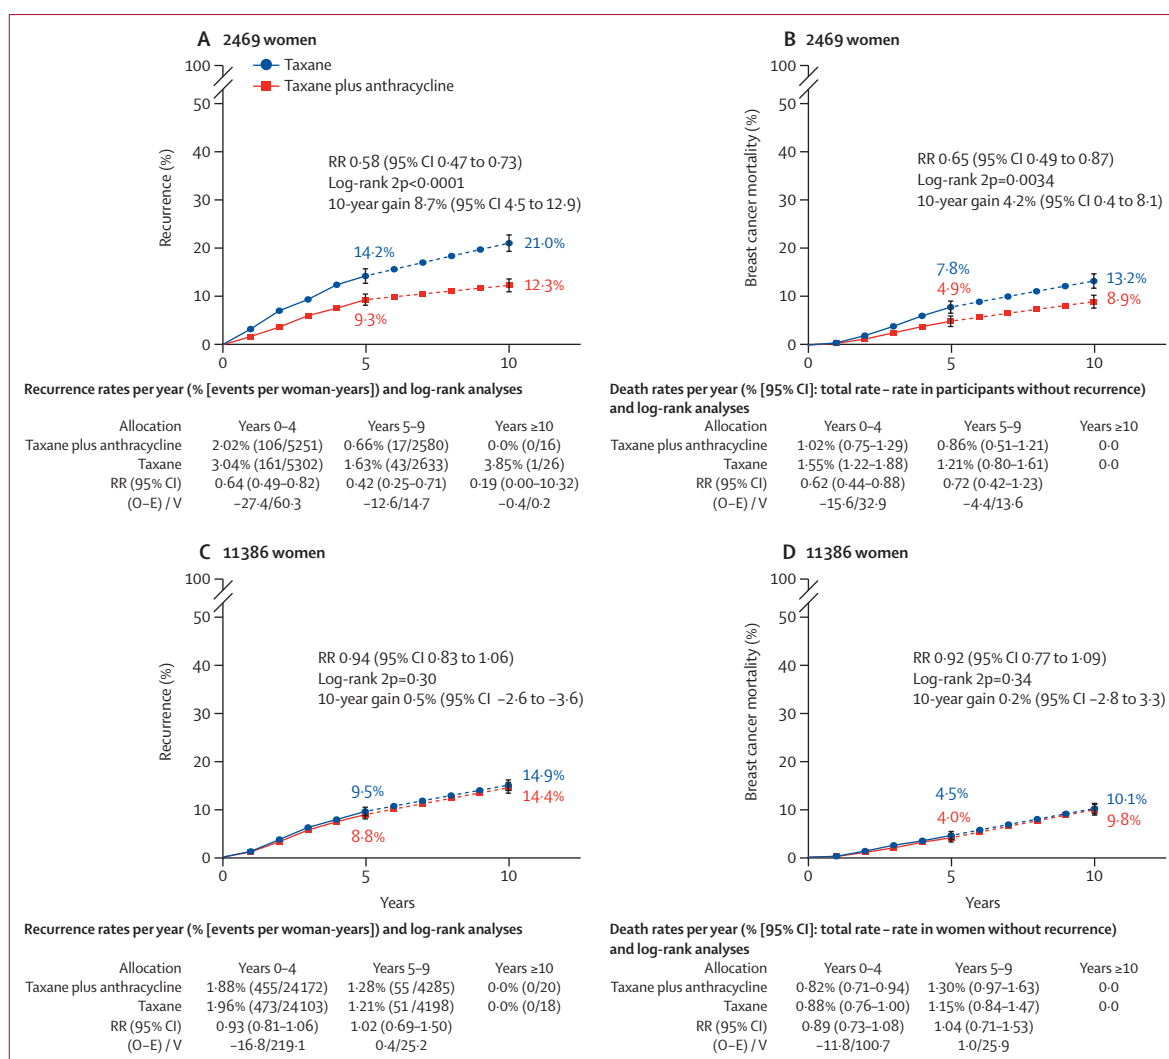 A 2469 women
100
Taxane
Taxane plus anthracycline
50
40
30
20
10
0
Recurrence (%)
RR 0·58 (95% CI 0·47 to 0·73)
Log-rank 2p<0·0001
10-year gain 8·7% (95% CI 4·5 to 12·9)
14·2%
21·0%
9·3%
12·3%
0 5 10
Recurrence rates per year (% [events per woman-years]) and log-rank analyses
Allocation Years 0–4 Years 5–9 Years ≥10
Taxane plus anthracycline 2·02% (106/5251) 0·66% (17/2580) 0·0% (0/16)
Taxane 3·04% (161/5302) 1·63% (43/2633) 3·85% (1/26)
RR (95% CI) 0·64 (0·49–0·82) 0·42 (0·25–0·71) 0·19 (0·00–10·32)
(O–E) / V −27·4/60·3 −12·6/14·7 −0·4/0·2
B 2469 women
100
50
40
30
20
10
0
Breast cancer mortality (%)
RR 0·65 (95% CI 0·49 to 0·87)
Log-rank 2p=0·0034
10-year gain 4·2% (95% CI 0·4 to 8·1)
7·8%
4·9%
13·2%
8·9%
0 5 10
Death rates per year (% [95% CI]: total rate – rate in participants without recurrence)
and log-rank analyses
Allocation Years 0–4 Years 5–9 Years ≥10
Taxane plus anthracycline 1·02% (0·75–1·29) 0·86% (0·51–1·21) 0·0
Taxane 1·55% (1·22–1·88) 1·21% (0·80–1·61) 0·0
RR (95% CI) 0·62 (0·44–0·88) 0·72 (0·42–1·23)
(O–E) / V −15·6/32·9 −4·4/13·6
C 11386 women
100
50
40
30
20
10
0
Recurrence (%)
RR 0·94 (95% CI 0·83 to 1·06)
Log-rank 2p=0·30
10-year gain 0·5% (95% CI −2·6 to −3·6)
9·5%
14·9%
8·8%
14·4%
0 5 10
Years
Recurrence rates per year (% [events per woman-years]) and log-rank analyses
Allocation Years 0–4 Years 5–9 Years ≥10
Taxane plus anthracycline 1·88% (455/24172) 1·28% (55 /4285) 0·0% (0/20)
Taxane 1·96% (473/24103) 1·21% (51 /4198) 0·0% (0/18)
RR (95% CI) 0·93 (0·81–1·06) 1·02 (0·69–1·50)
(O–E) / V −16·8/219·1 0·4/25·2
D 11386 women
100
50
40
30
20
10
0
Breast cancer mortality (%)
RR 0·92 (95% CI 0·77 to 1·09)
Log-rank 2p=0·34
10-year gain 0·2% (95% CI −2·8 to 3·3)
4·5%
4·0%
10·1%
9·8%
0 5 10
Years
Death rates per year (% [95% CI]: total rate – rate in women without recurrence)
and log-rank analyses
Allocation Years 0–4 Years 5–9 Years ≥10
Taxane plus anthracycline 0·82% (0·71–0·94) 1·30% (0·97–1·63) 0·0
Taxane 0·88% (0·76–1·00) 1·15% (0·84–1·47) 0·0
RR (95% CI) 0·89 (0·73–1·08) 1·04 (0·71–1·53)
(O–E) / V −11·8/100·7 1·0/25·9